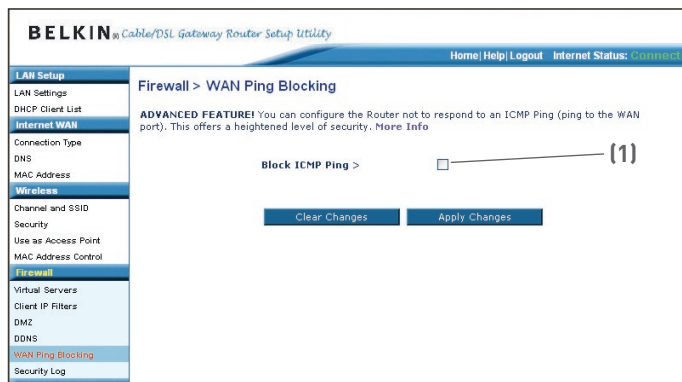 BELKIN® Cable/DSL Gateway Router Setup Utility
Home| Help| Logout Internet Status: Connect
LAN Setup
LAN Settings
DHCP Client List
Internet WAN
Connection Type
DNS
MAC Address
Wireless
Channel and SSID
Security
Use as Access Point
MAC Address Control
Firewall
Virtual Servers
Client IP Filters
DMZ
DDNS
WAN Ping Blocking
Security Log
Firewall > WAN Ping Blocking
ADVANCED FEATURE! You can configure the Router not to respond to an ICMP Ping (ping to the WAN
port). This offers a heightened level of security. More Info
Block ICMP Ping >
(1)
Clear Changes
Apply Changes